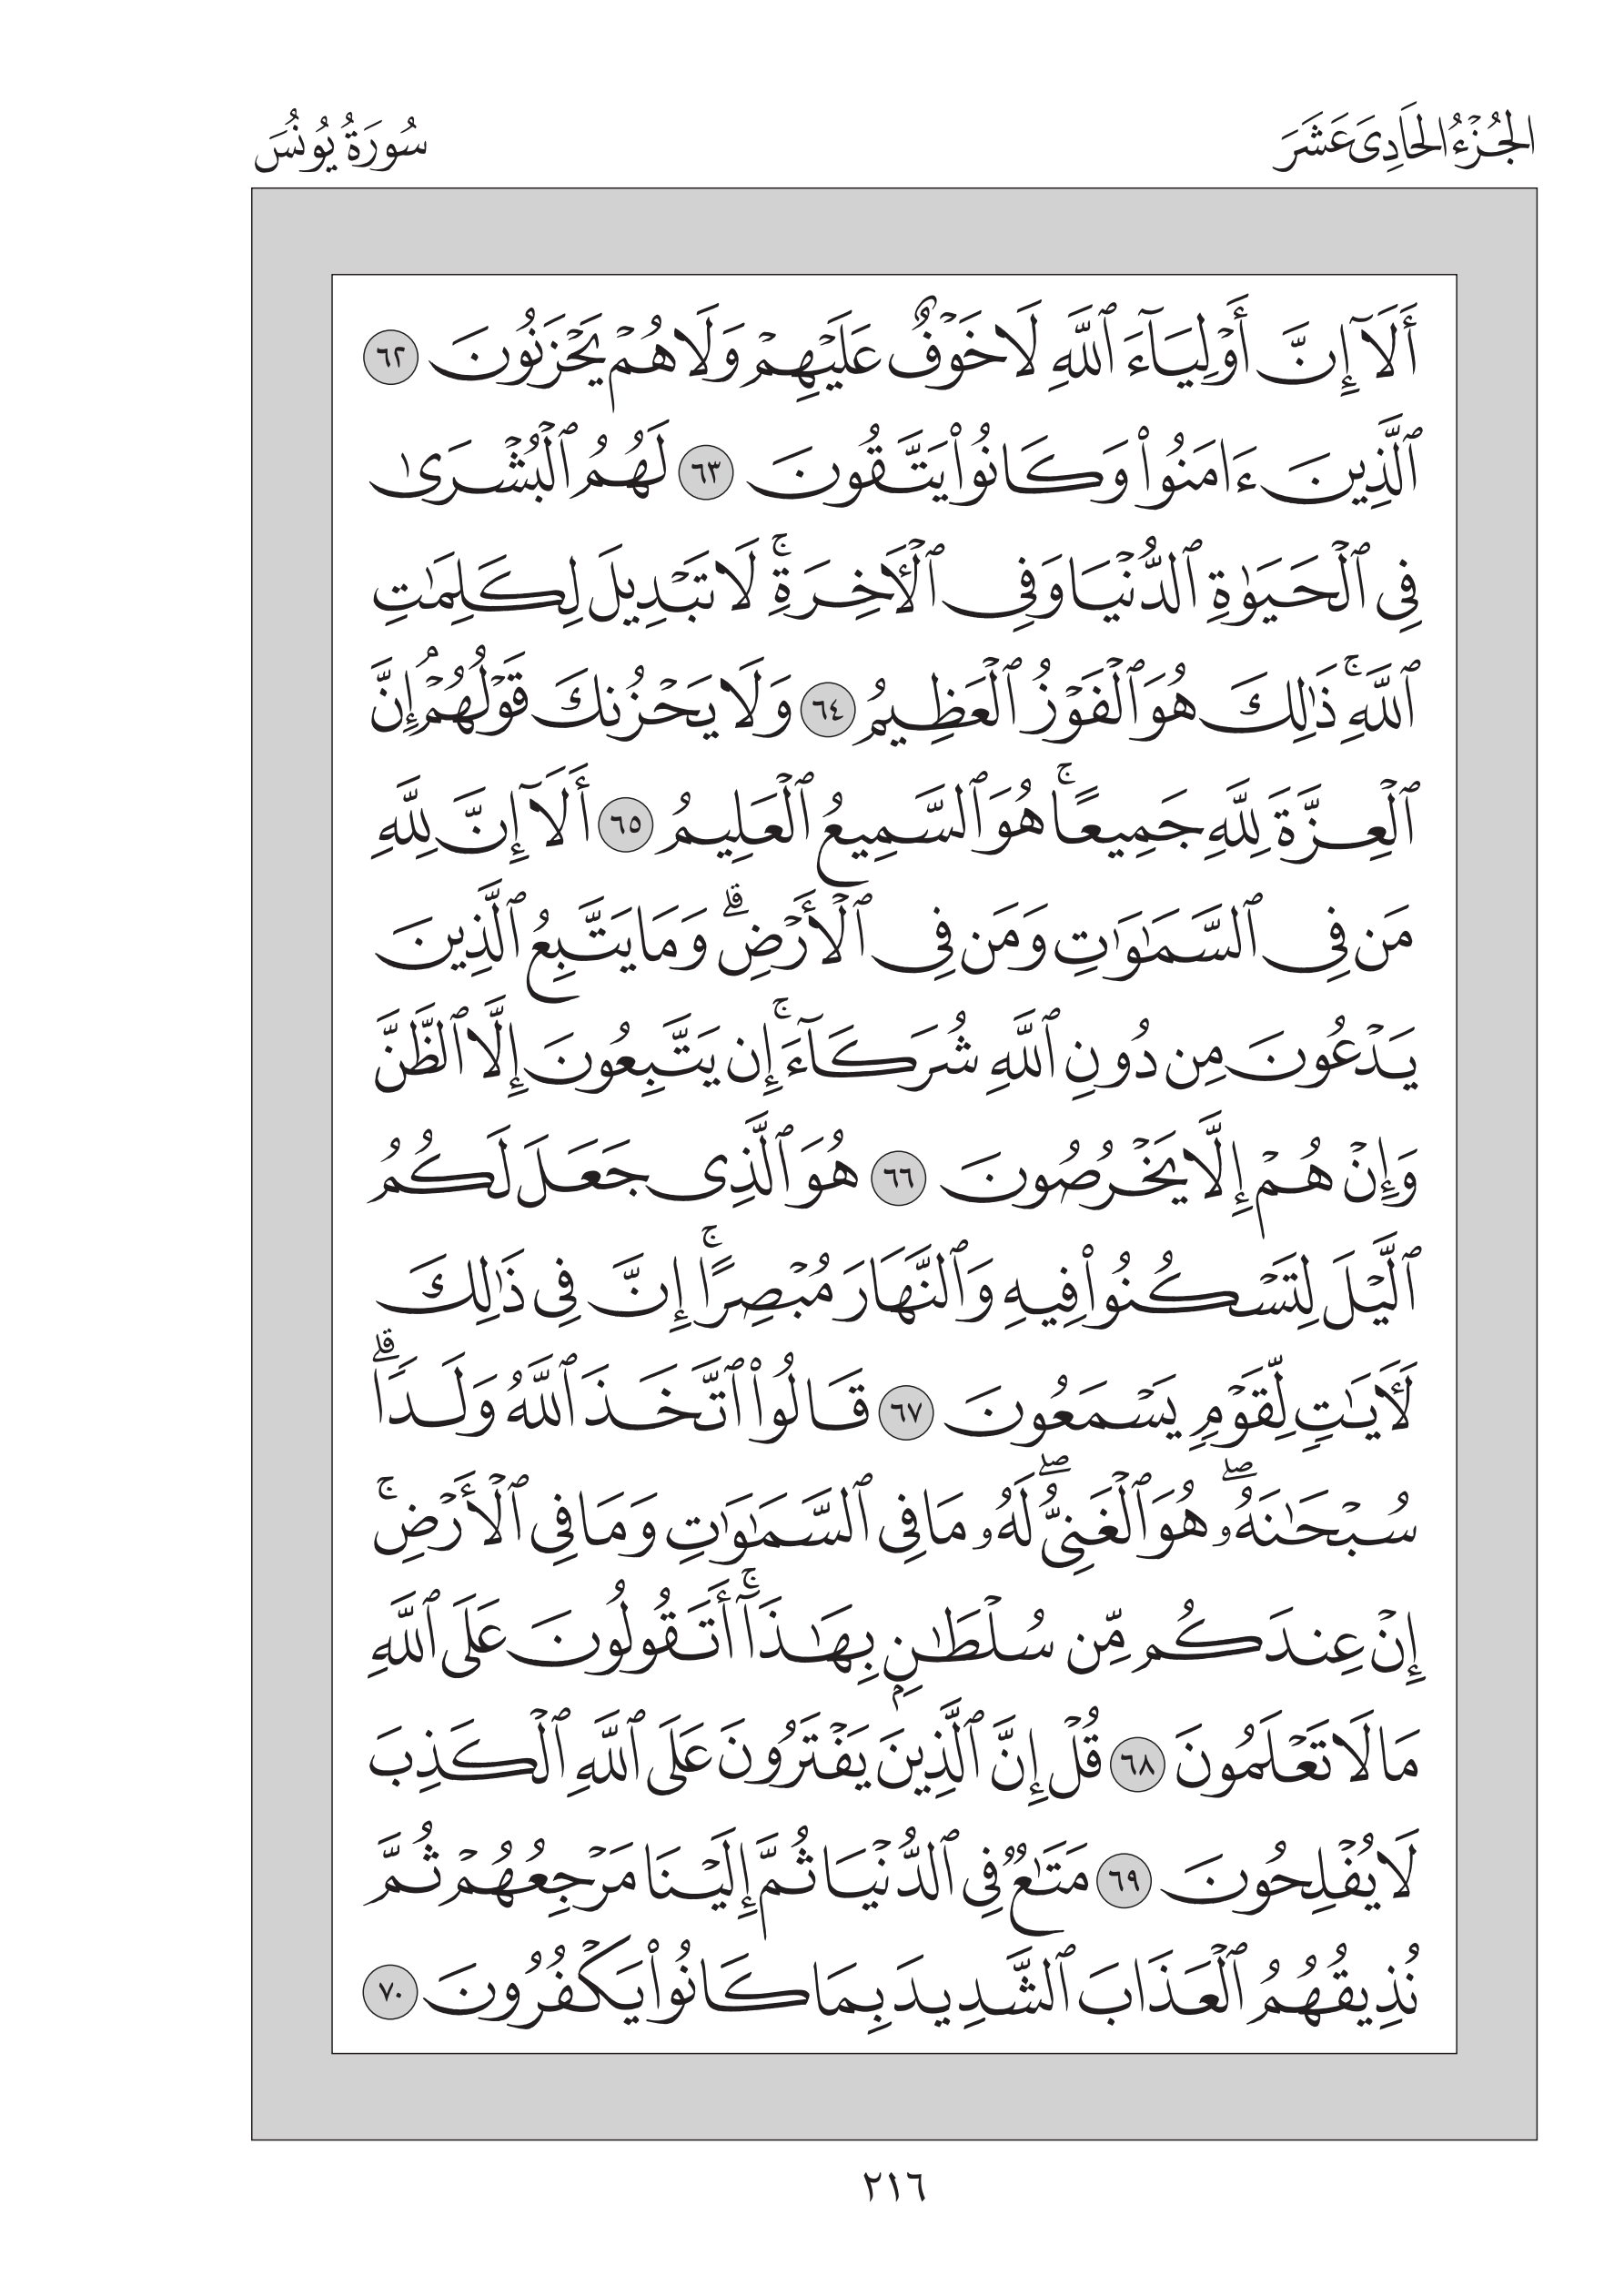 الجُزْءُ الحَادِىَ عَشَرَ
سُورَةُ يُونُسَ
أَلَآ إِنَّ أَوْلِيَآءَ ٱللَّهِ لَا خَوْفٌ عَلَيْهِمْ وَلَا هُمْ يَحْزَنُونَ ٦٢
ٱلَّذِينَ ءَامَنُوا۟ وَكَانُوا۟ يَتَّقُونَ ٦٣ لَهُمُ ٱلْبُشْرَىٰ
فِى ٱلْحَيَوٰةِ ٱلدُّنْيَا وَفِى ٱلْأَخِرَةِۚ لَا تَبْدِيلَ لِكَلِمَـٰتِ
ٱللَّهِۚ ذَٰلِكَ هُوَ ٱلْفَوْزُ ٱلْعَظِيمُ ٦٤ وَلَا يَحْزُنكَ قَوْلُهُمْۘ إِنَّ
ٱلْعِزَّةَ لِلَّهِ جَمِيعًاۚ هُوَ ٱلسَّمِيعُ ٱلْعَلِيمُ ٦٥ أَلَآ إِنَّ لِلَّهِ
مَن فِى ٱلسَّمَـٰوَٰتِ وَمَن فِى ٱلْأَرْضِۗ وَمَا يَتَّبِعُ ٱلَّذِينَ
يَدْعُونَ مِن دُونِ ٱللَّهِ شُرَكَآءَۚ إِن يَتَّبِعُونَ إِلَّا ٱلظَّنَّ
وَإِنْ هُمْ إِلَّا يَخْرُصُونَ ٦٦ هُوَ ٱلَّذِى جَعَلَ لَكُمُ
ٱلَّيْلَ لِتَسْكُنُوا۟ فِيهِ وَٱلنَّهَارَ مُبْصِرًاۚ إِنَّ فِى ذَٰلِكَ
لَـَٔايَـٰتٍ لِّقَوْمٍ يَسْمَعُونَ ٦٧ قَالُوا۟ ٱتَّخَذَ ٱللَّهُ وَلَدًاۗ
سُبْحَـٰنَهُۥۖ هُوَ ٱلْغَنِىُّۖ لَهُۥ مَا فِى ٱلسَّمَـٰوَٰتِ وَمَا فِى ٱلْأَرْضِۚ
إِنْ عِندَكُم مِّن سُلْطَـٰنٍۭ بِهَـٰذَآۚ أَتَقُولُونَ عَلَى ٱللَّهِ
مَا لَا تَعْلَمُونَ ٦٨ قُلْ إِنَّ ٱلَّذِينَ يَفْتَرُونَ عَلَى ٱللَّهِ ٱلْكَذِبَ
لَا يُفْلِحُونَ ٦٩ مَتَـٰعٌ فِى ٱلدُّنْيَا ثُمَّ إِلَيْنَا مَرْجِعُهُمْ ثُمَّ
نُذِيقُهُمُ ٱلْعَذَابَ ٱلشَّدِيدَ بِمَا كَانُوا۟ يَكْفُرُونَ ٧٠
٢١٦